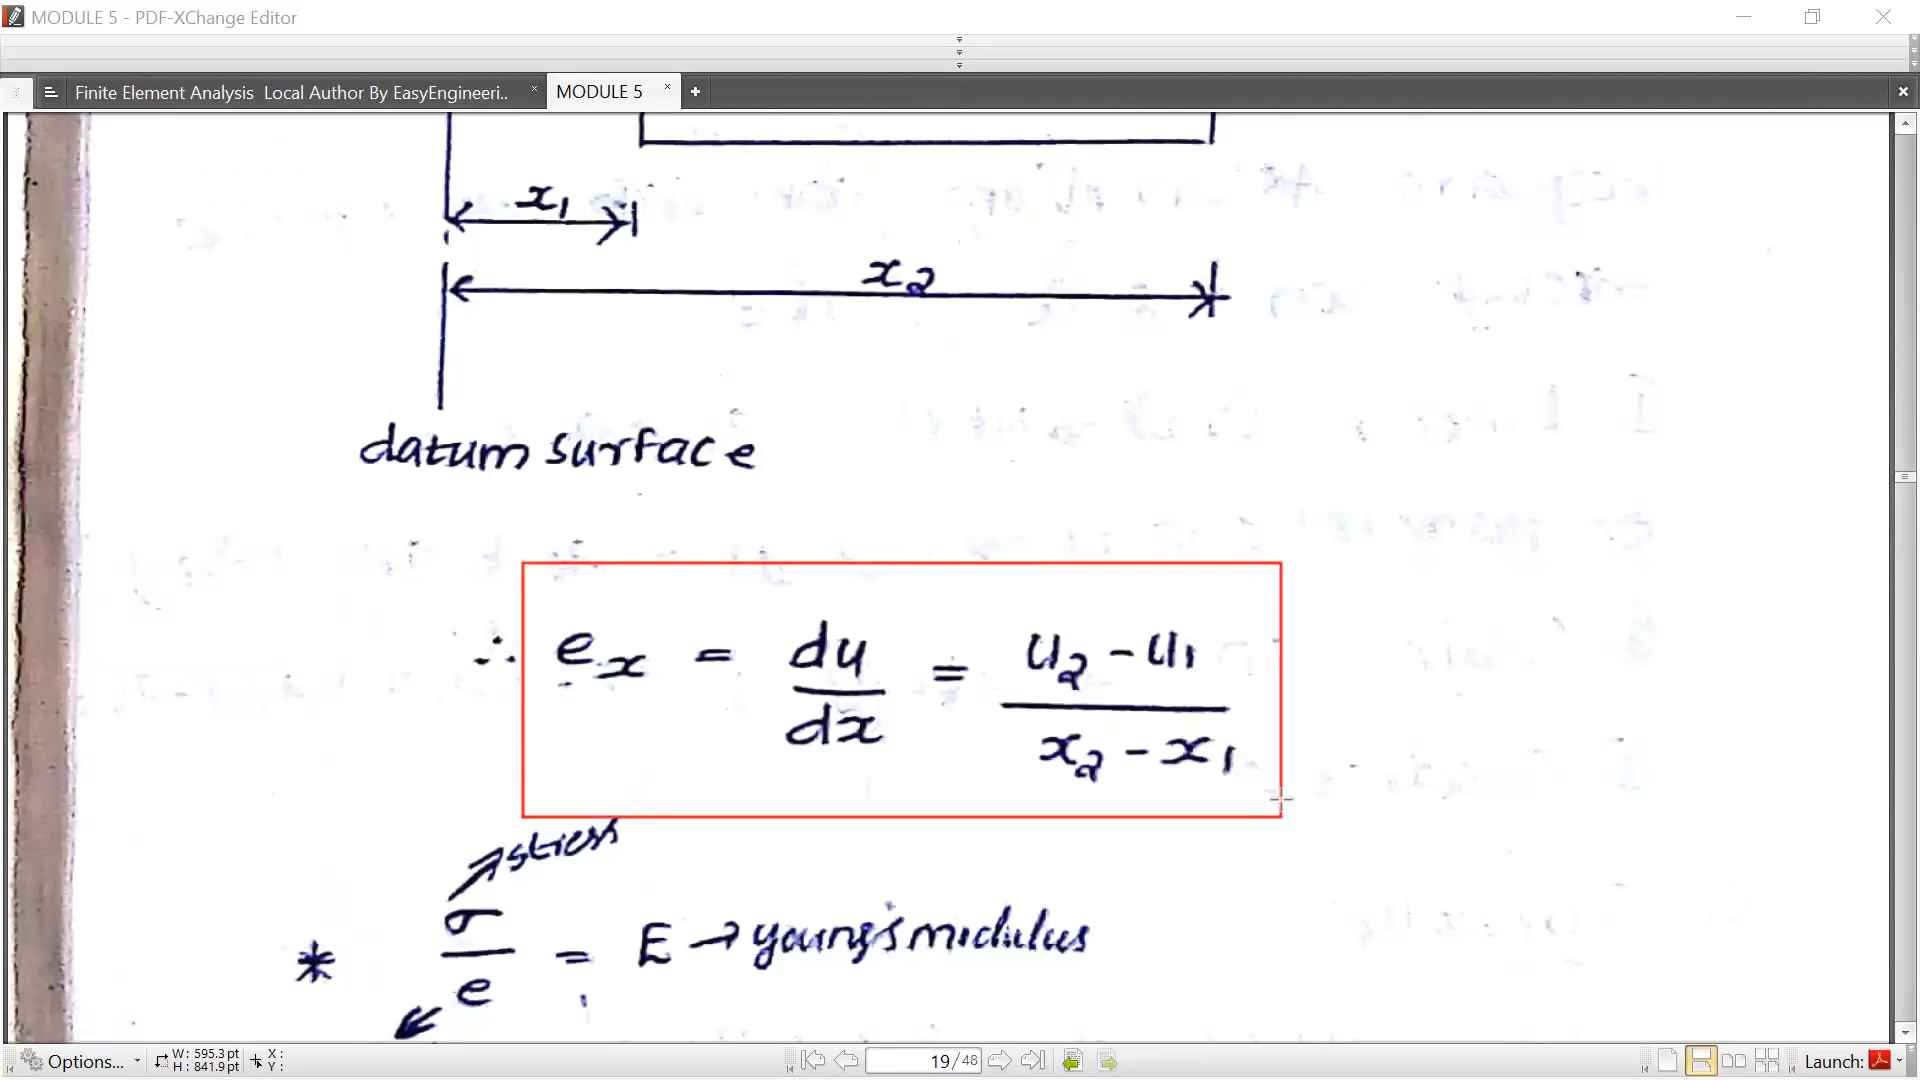 MODULE 5 - PDF-XChange Editor
Finite Element Analysis Local Author By EasyEngineeri..
MODULE 5
x₁
x₂
datum surface
∴ eₓ = du/dx = u₂ - u₁ / x₂ - x₁
stress
* σ/e = E → young's modulus
Options...
W: 595.3 pt
H: 841.9 pt
X:
Y:
19 / 48
Launch: